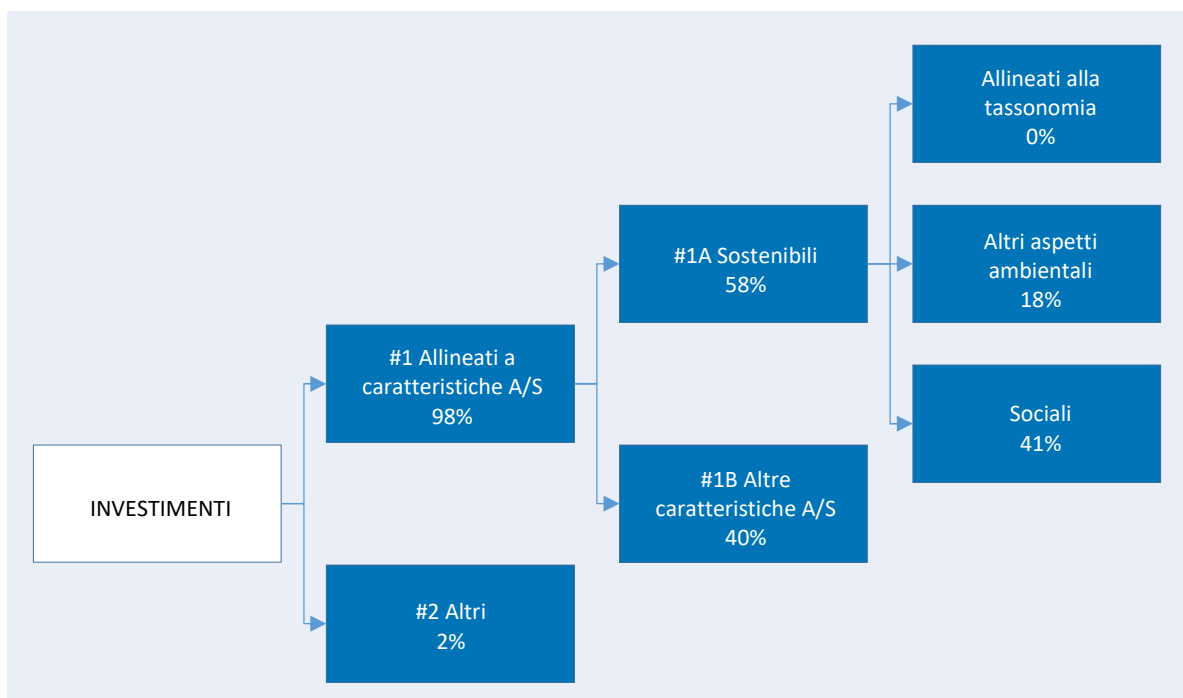 INVESTIMENTI
#1 Allineati a
caratteristiche A/S
98%
#2 Altri
2%
#1A Sostenibili
58%
#1B Altre
caratteristiche A/S
40%
Allineati alla
tassonomia
0%
Altri aspetti
ambientali
18%
Sociali
41%